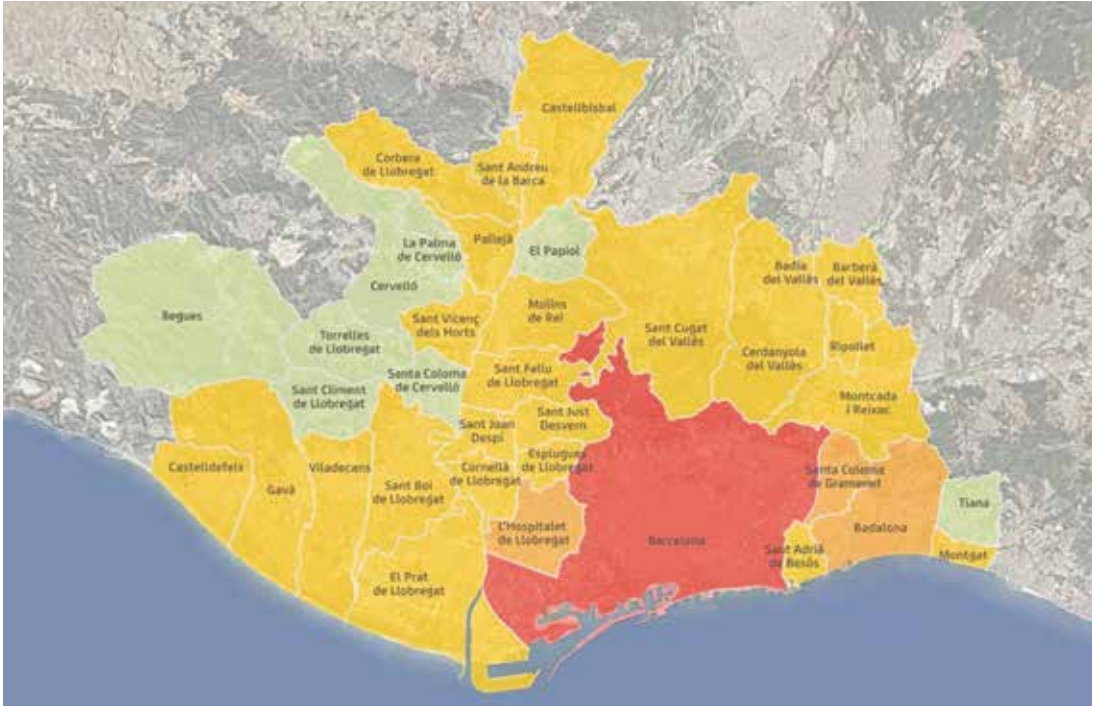 Castellbisbal
Corbera
de Llobregat
Sant Andreu
de la Barca
La Palma
de Cervelló
Pallejà
El Papiol
Badia
del Vallès
Barberà
del Vallès
Cervelló
Begues
Sant Vicenç
dels Horts
Molins
de Rei
Sant Cugat
del Vallès
Torrelles
de Llobregat
Cerdanyola
del Vallès
Ripollet
Santa Coloma
de Cervelló
Sant Feliu
de Llobregat
Sant Climent
de Llobregat
Montcada
i Reixac
Sant Joan
Despí
Sant Just
Desvern
Castelldefels
Gavà
Viladecans
Sant Boi
de Llobregat
Cornellà
de Llobregat
Esplugues
de Llobregat
Santa Coloma
de Gramenet
Tiana
L'Hospitalet
de Llobregat
Barcelona
Badalona
Sant Adrià
de Besòs
Montgat
El Prat
de Llobregat